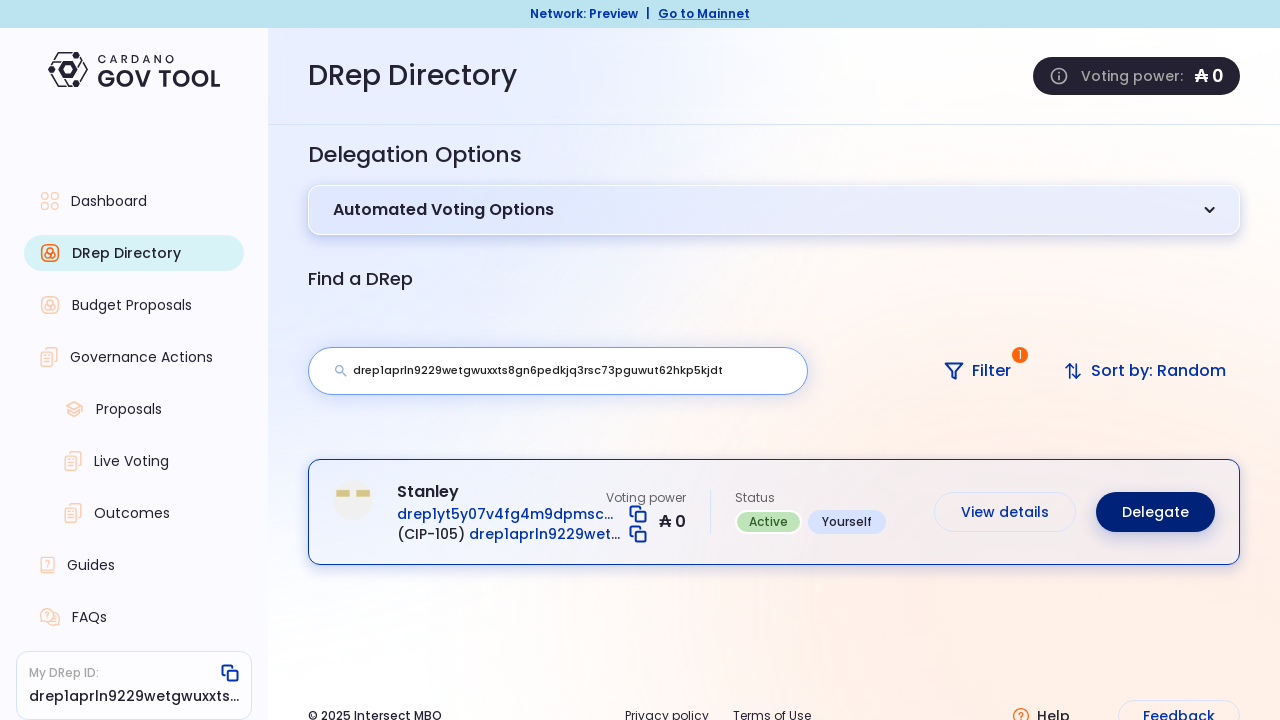 Network: Preview | Go to Mainnet
CARDANO
GOV TOOL
Dashboard
DRep Directory
Budget Proposals
Governance Actions
Proposals
Live Voting
Outcomes
Guides
FAQs
My DRep ID:
drep1aprln9229wetgwuxxts...
DRep Directory
Voting power: ₳ 0
Delegation Options
Automated Voting Options
Find a DRep
drep1aprln9229wetgwuxxts8gn6pedkjq3rsc73pguwut62hkp5kjdt
Filter 1
Sort by: Random
Stanley
drep1yt5y07v4fg4m9dpmsc...
(CIP-105) drep1aprln9229wet...
Voting power
₳ 0
Status
Active Yourself
View details
Delegate
© 2025 Intersect MBO
Privacy policy
Terms of Use
Help
Feedback